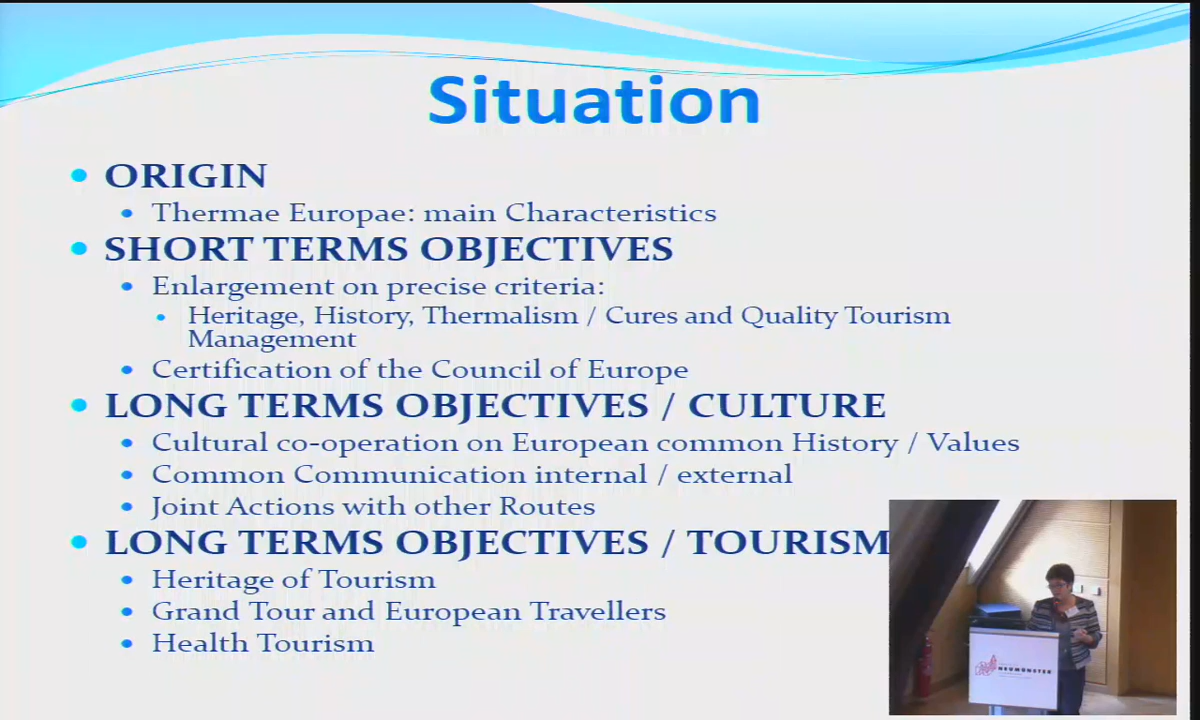 Situation
ORIGIN
Thermae Europae: main Characteristics
SHORT TERMS OBJECTIVES
Enlargement on precise criteria:
Heritage, History, Thermalism / Cures and Quality Tourism
Management
Certification of the Council of Europe
LONG TERMS OBJECTIVES / CULTURE
Cultural co-operation on European common History / Values
Common Communication internal / external
Joint Actions with other Routes
LONG TERMS OBJECTIVES / TOURISM
Heritage of Tourism
Grand Tour and European Travellers
Health Tourism
NEUMÜNSTER